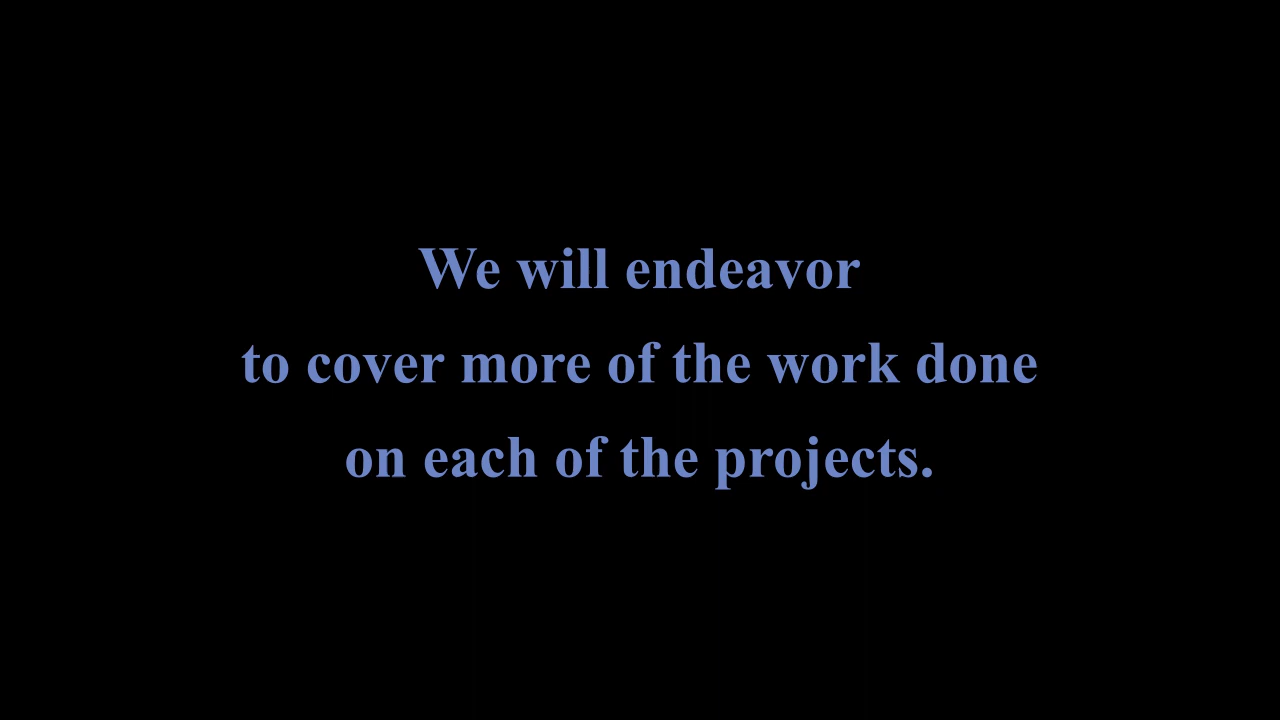 We will endeavor
to cover more of the work done
on each of the projects.